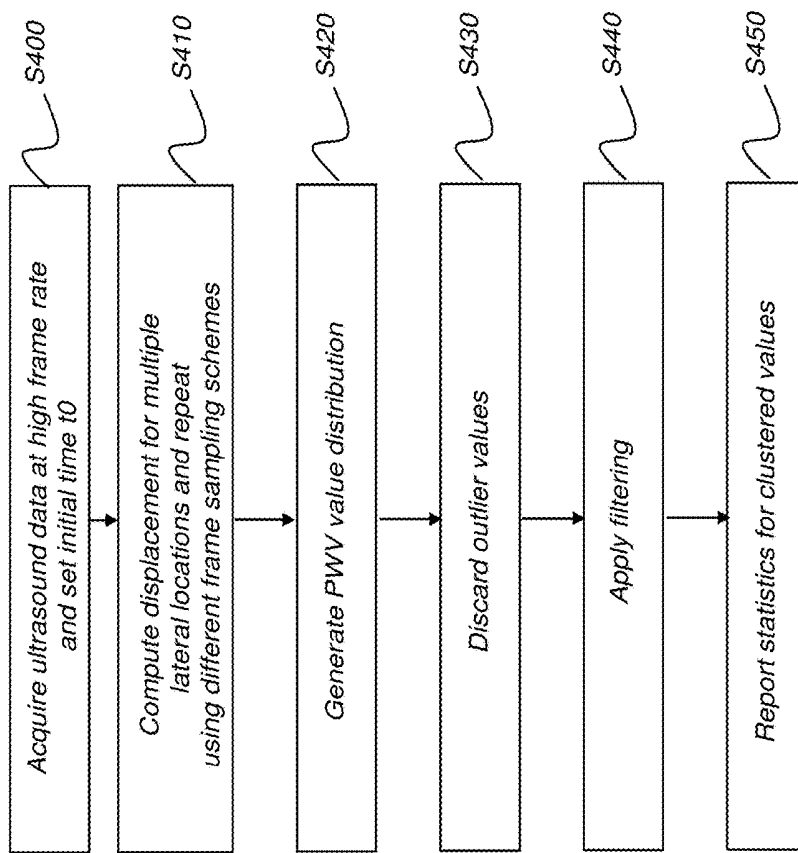 Acquire ultrasound data at high frame rate
and set initial time t0
S400
Compute displacement for multiple
lateral locations and repeat
using different frame sampling schemes
S410
Generate PWV value distribution
S420
Discard outlier values
S430
Apply filtering
S440
Report statistics for clustered values
S450